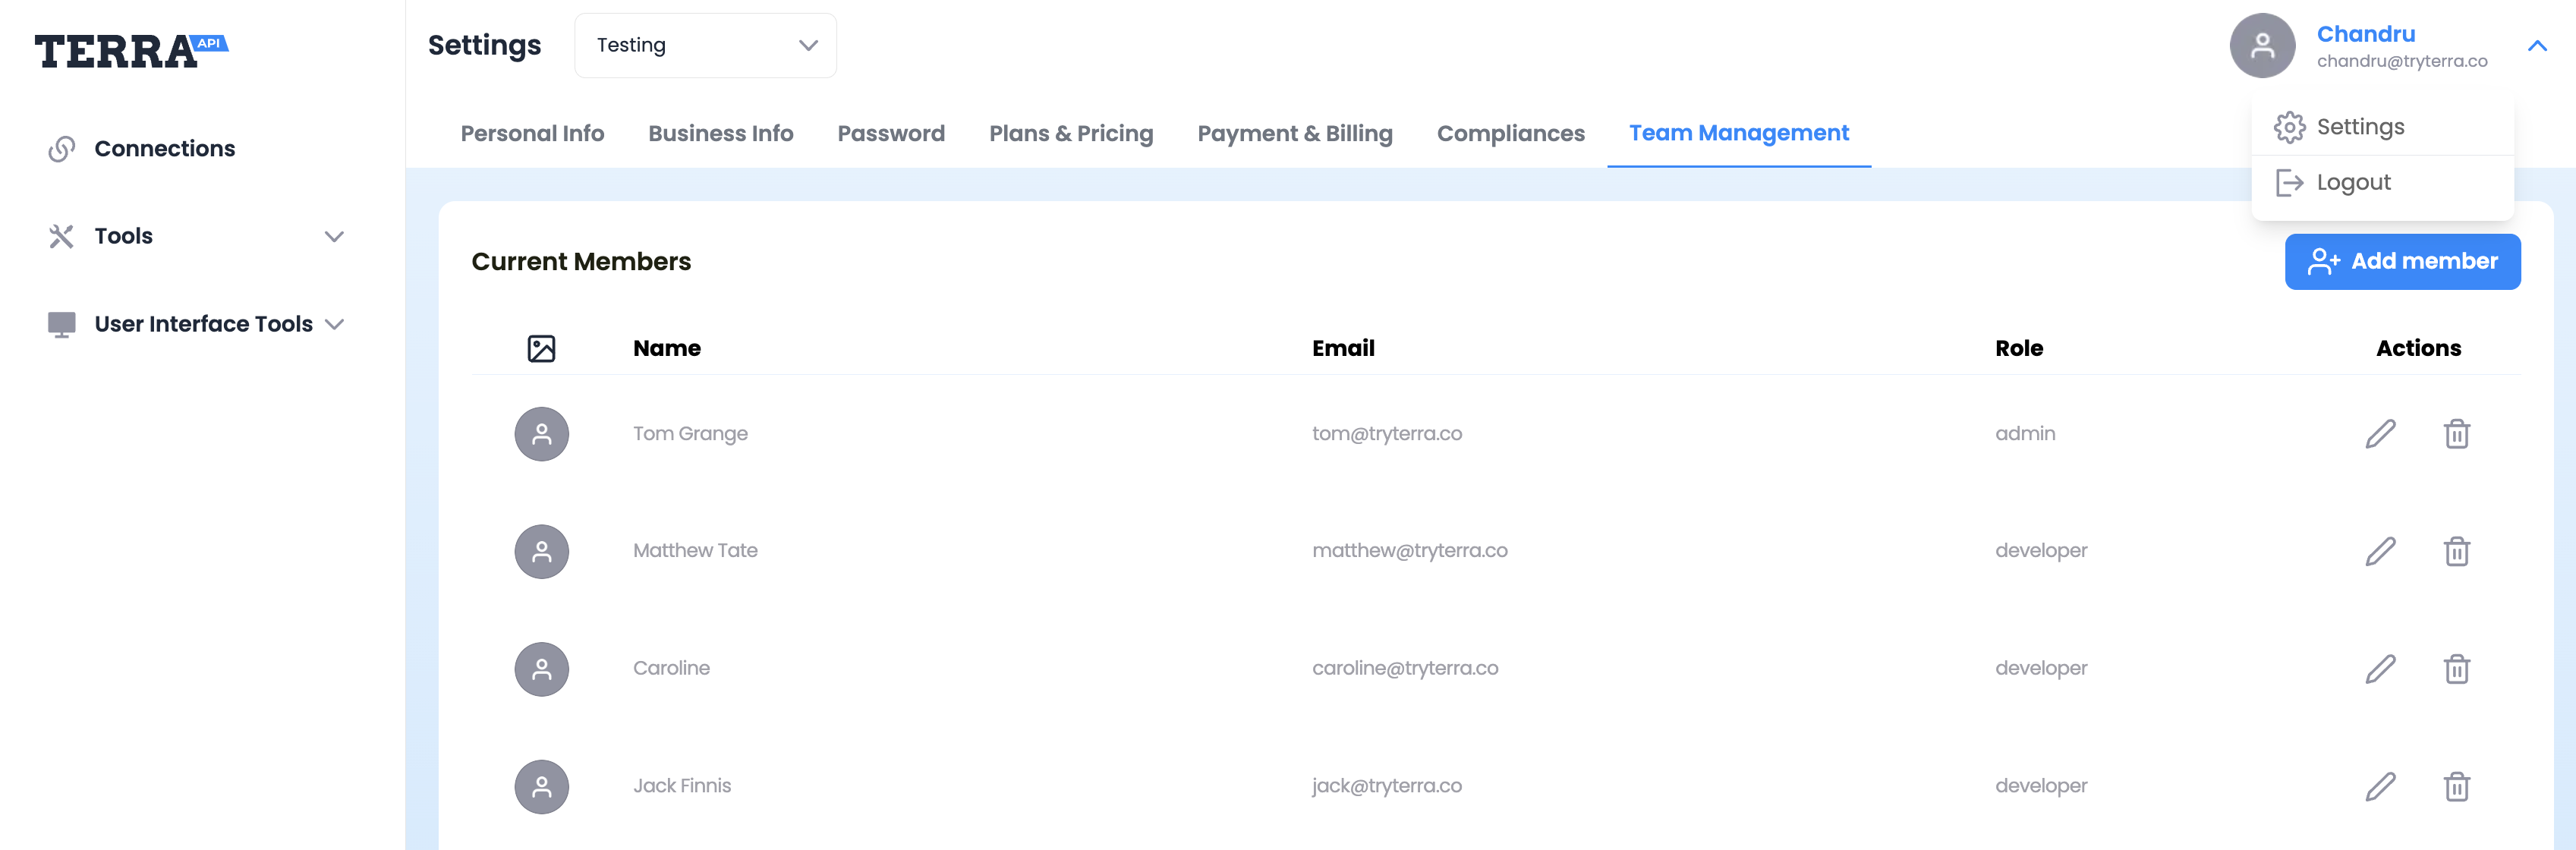 TERRA API
Connections
Tools
User Interface Tools
Settings
Testing
Chandru
chandru@tryterra.co
Settings
Logout
Personal Info Business Info Password Plans & Pricing Payment & Billing Compliances Team Management
Current Members
Add member
Name Email Role Actions
Tom Grange tom@tryterra.co admin
Matthew Tate matthew@tryterra.co developer
Caroline caroline@tryterra.co developer
Jack Finnis jack@tryterra.co developer